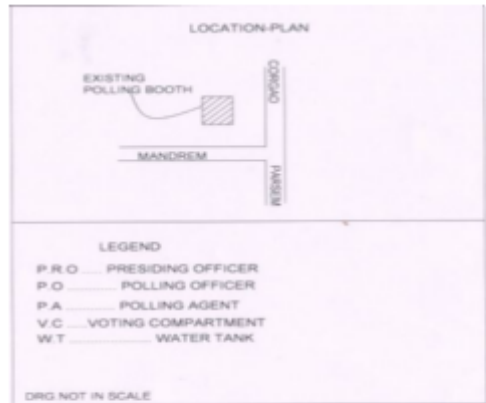 LOCATION-PLAN
EXISTING
POLLING BOOTH
CORGAO
MANDREM
PARSEM
LEGEND
P.R.O ..... PRESIDING OFFICER
P.O .............. POLLING OFFICER
P.A .............. POLLING AGENT
V.C .....VOTING COMPARTMENT
W.T ...................... WATER TANK
DRG.NOT IN SCALE